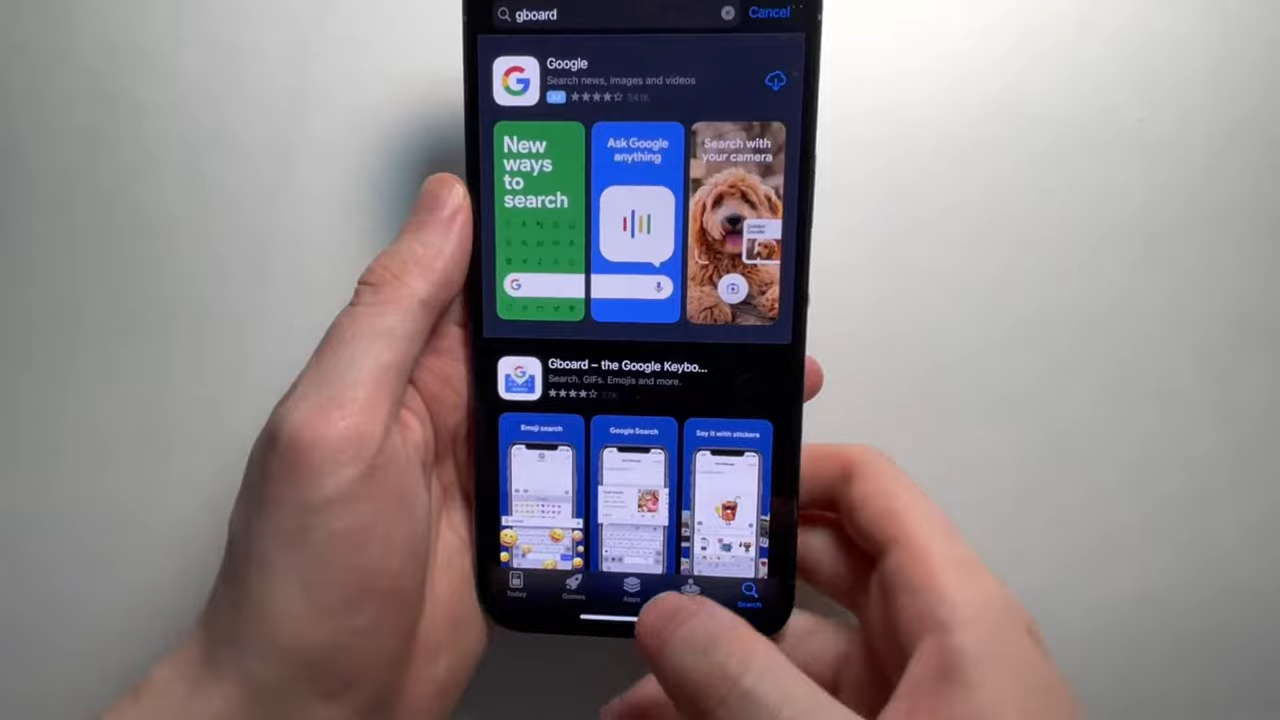 gboard
Cancel
Google
Search news, images and videos
Ad
New
ways
to
search
Ask Google
anything
Search with
your camera
G
Gboard – the Google Keybo...
Search. GIFs. Emojis and more.
27K
Emoji search
Google Search
Say it with stickers
Today
Games
Apps
Search